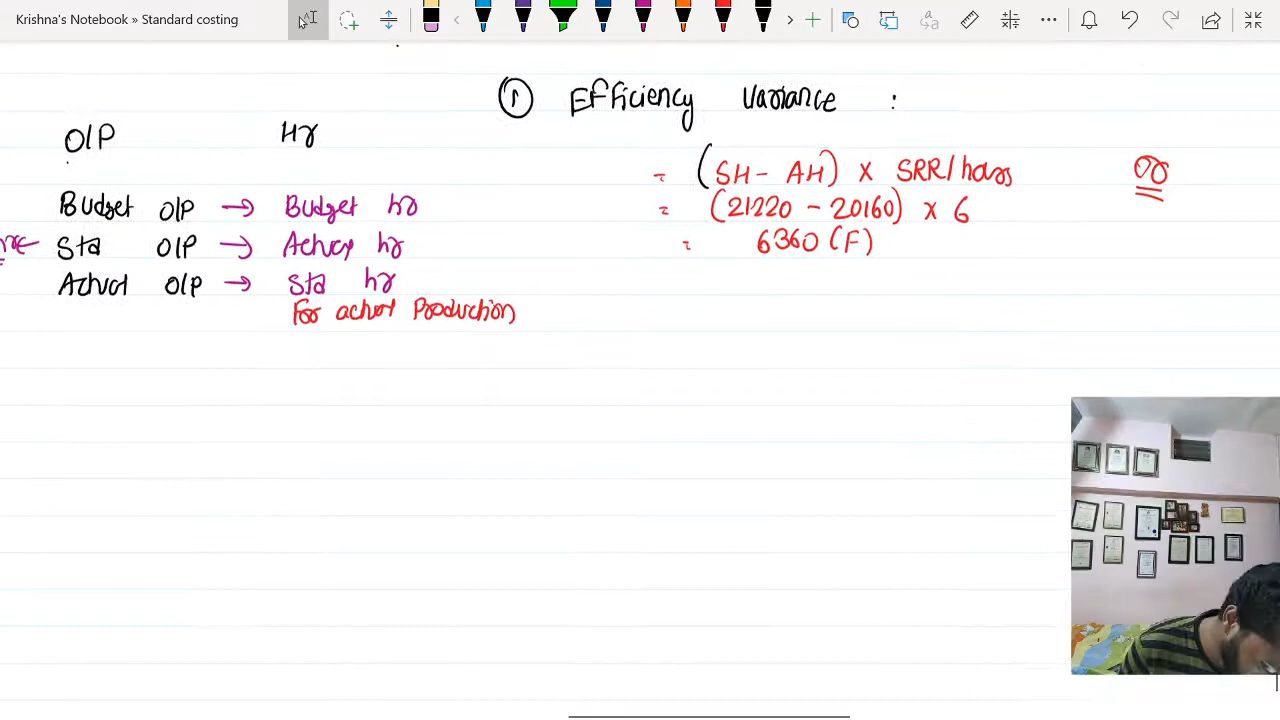 Krishna's Notebook » Standard costing
① Efficiency Variance :
O/P Hr
= (SH - AH) x SRR/hours or
Budget O/P → Budget hr
= (21220 - 20160) x 6
Std O/P → Actual hr
= 6360 (F)
Actual O/P → Std hr
For actual Production